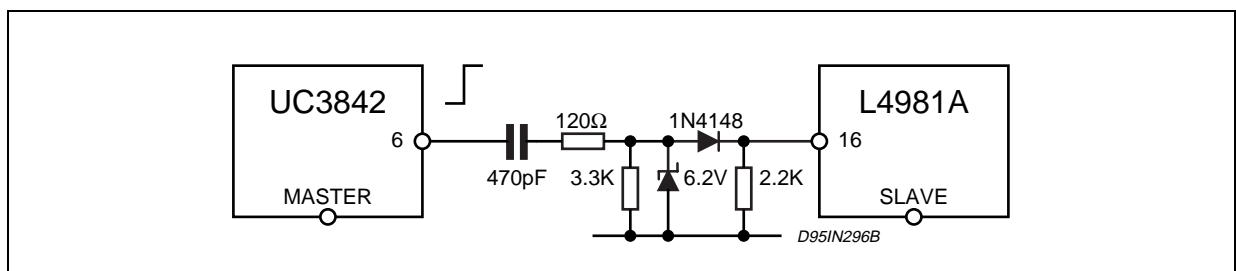 UC3842
L4981A
120Ω
1N4148
6
16
470pF
3.3K
6.2V
2.2K
MASTER
SLAVE
D95IN296B